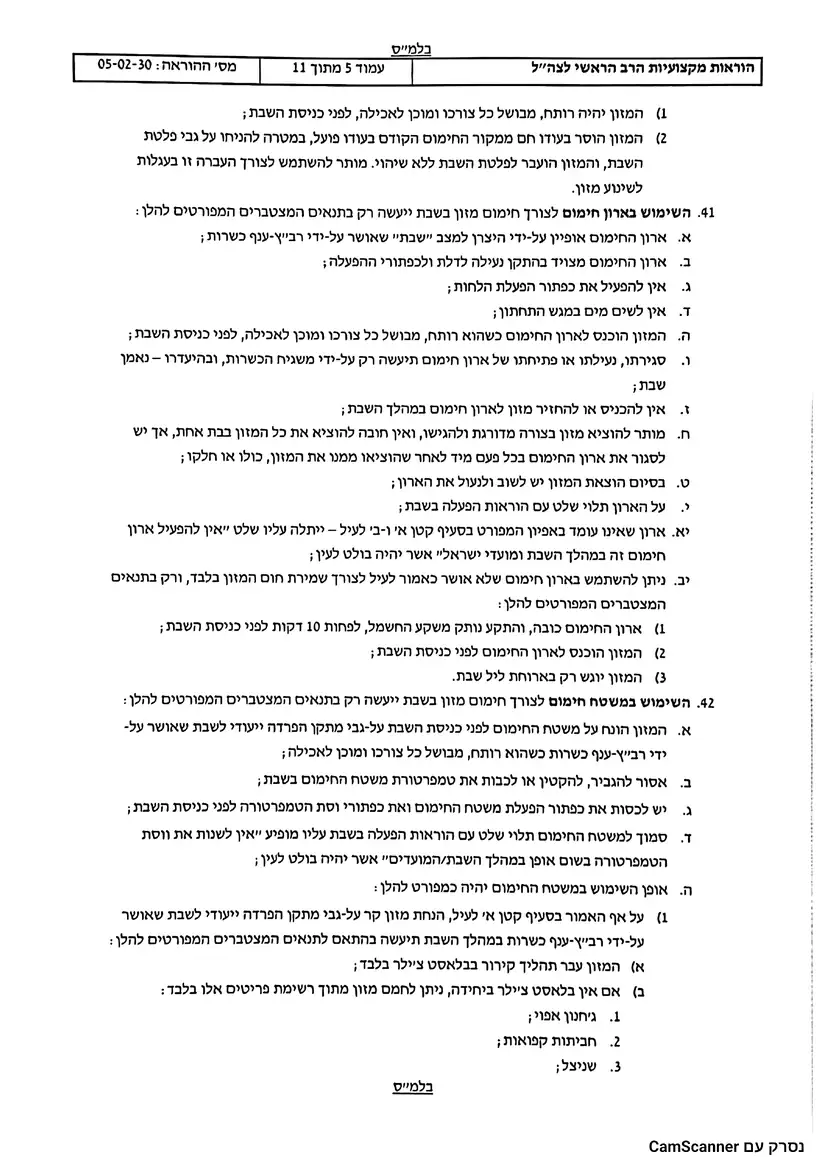 בלמ״ס
הוראות מקצועיות הרב הראשי לצה״ל
עמוד 5 מתוך 11
מס׳ ההוראה: 05-02-30
1) המזון יהיה רותח, מבושל כל צורכו ומוכן לאכילה, לפני כניסת השבת;
2) המזון הוסר בעודו חם ממקור החימום הקודם בעודו פועל, במטרה להניחו על גבי פלטת
השבת, והמזון הועבר לפלטת השבת ללא שיהוי. מותר להשתמש לצורך העברה זו בעגלות
לשינוע מזון.
41. השימוש בארון חימום לצורך חימום מזון בשבת ייעשה רק בתנאים המצטברים המפורטים להלן:
א. ארון החימום אופיין על-ידי היצרן למצב ״שבת״ שאושר על-ידי רבי״ץ-ענף כשרות;
ב. ארון החימום מצויד בהתקן נעילה לדלת ולכפתורי ההפעלה;
ג. אין להפעיל את כפתור הפעלת הלחות;
ד. אין לשים מים במגש התחתון;
ה. המזון הוכנס לארון החימום כשהוא רותח, מבושל כל צורכו ומוכן לאכילה, לפני כניסת השבת;
ו. סגירתו, נעילתו או פתיחתו של ארון חימום תיעשה רק על-ידי משגיח הכשרות, ובהיעדרו – נאמן
שבת;
ז. אין להכניס או להחזיר מזון לארון חימום במהלך השבת;
ח. מותר להוציא מזון בצורה מדורגת ולהגישו, ואין חובה להוציא את כל המזון בבת אחת, אך יש
לסגור את ארון החימום בכל פעם מיד לאחר שהוציאו ממנו את המזון, כולו או חלקו;
ט. בסיום הוצאת המזון יש לשוב ולנעול את הארון;
י. על הארון תלוי שלט עם הוראות הפעלה בשבת;
יא. ארון שאינו עומד באפיון המפורט בסעיף קטן א׳ ו-ב׳ לעיל – ייתלה עליו שלט ״אין להפעיל ארון
חימום זה במהלך השבת ומועדי ישראל״ אשר יהיה בולט לעין;
יב. ניתן להשתמש בארון חימום שלא אושר כאמור לעיל לצורך שמירת חום המזון בלבד, ורק בתנאים
המצטברים המפורטים להלן:
1) ארון החימום כובה, והתקע נותק משקע החשמל, לפחות 10 דקות לפני כניסת השבת;
2) המזון הוכנס לארון החימום לפני כניסת השבת;
3) המזון יוגש רק בארוחת ליל שבת.
42. השימוש במשטח חימום לצורך חימום מזון בשבת ייעשה רק בתנאים המצטברים המפורטים להלן:
א. המזון הונח על משטח החימום לפני כניסת השבת על-גבי מתקן הפרדה ייעודי לשבת שאושר על-
ידי רבי״ץ-ענף כשרות כשהוא רותח, מבושל כל צורכו ומוכן לאכילה;
ב. אסור להגביר, להקטין או לכבות את טמפרטורת משטח החימום בשבת;
ג. יש לכסות את כפתור הפעלת משטח החימום ואת כפתורי וסת הטמפרטורה לפני כניסת השבת;
ד. סמוך למשטח החימום תלוי שלט עם הוראות הפעלה בשבת עליו מופיע ״אין לשנות את ווסת
הטמפרטורה בשום אופן במהלך השבת/המועדים״ אשר יהיה בולט לעין;
ה. אופן השימוש במשטח החימום יהיה כמפורט להלן:
1) על אף האמור בסעיף קטן א׳ לעיל, הנחת מזון קר על-גבי מתקן הפרדה ייעודי לשבת שאושר
על-ידי רבי״ץ-ענף כשרות במהלך השבת תיעשה בהתאם לתנאים המצטברים המפורטים להלן:
א) המזון עבר תהליך קירור בבלאסט צ׳ילר בלבד;
ב) אם אין בלאסט צ׳ילר ביחידה, ניתן לחמם מזון מתוך רשימת פריטים אלו בלבד:
1. ג׳חנון אפוי;
2. חביתות קפואות;
3. שניצל;
בלמ״ס
נסרק עם CamScanner